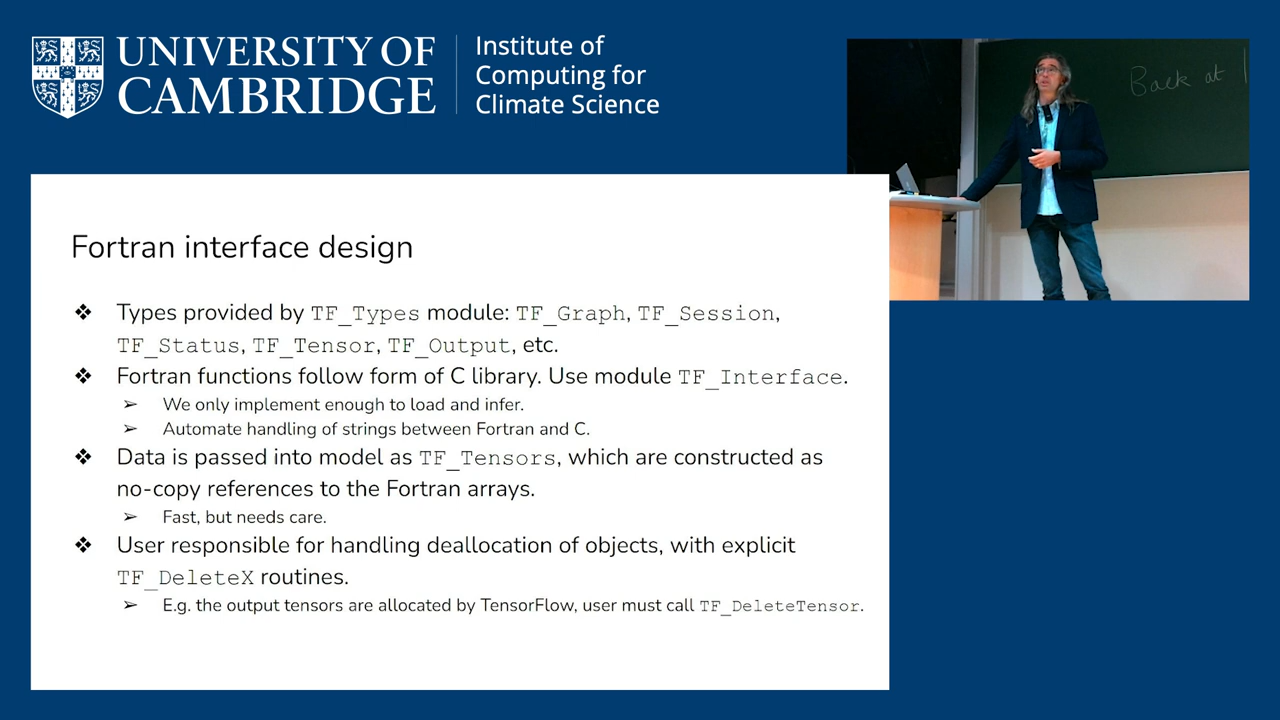 UNIVERSITY OF
CAMBRIDGE
Institute of
Computing for
Climate Science
Back at
Fortran interface design
❖ Types provided by TF_Types module: TF_Graph, TF_Session,
TF_Status, TF_Tensor, TF_Output, etc.
❖ Fortran functions follow form of C library. Use module TF_Interface.
➢ We only implement enough to load and infer.
➢ Automate handling of strings between Fortran and C.
❖ Data is passed into model as TF_Tensors, which are constructed as
no-copy references to the Fortran arrays.
➢ Fast, but needs care.
❖ User responsible for handling deallocation of objects, with explicit
TF_DeleteX routines.
➢ E.g. the output tensors are allocated by TensorFlow, user must call TF_DeleteTensor.